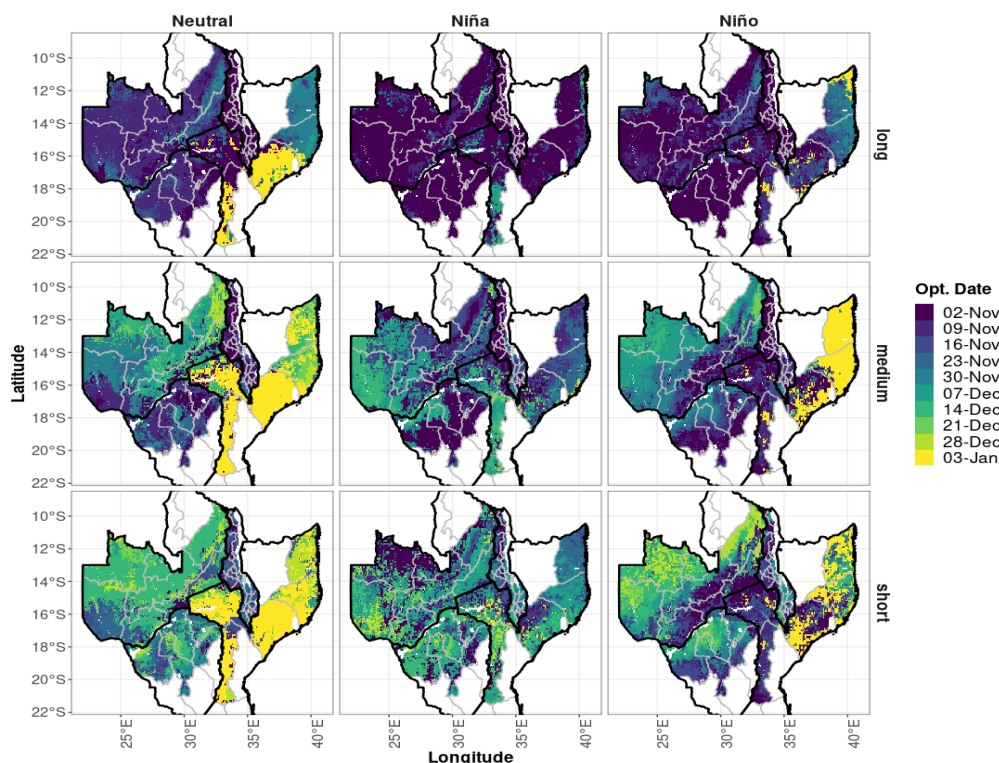 Neutral
Niña
Niño
10°S
12°S
14°S
16°S
18°S
20°S
22°S
long
10°S
12°S
14°S
16°S
18°S
20°S
22°S
medium
10°S
12°S
14°S
16°S
18°S
20°S
22°S
short
Latitude
25°E
30°E
35°E
40°E
25°E
30°E
35°E
40°E
25°E
30°E
35°E
40°E
Longitude
Opt. Date
02-Nov
09-Nov
16-Nov
23-Nov
30-Nov
07-Dec
14-Dec
21-Dec
28-Dec
03-Jan